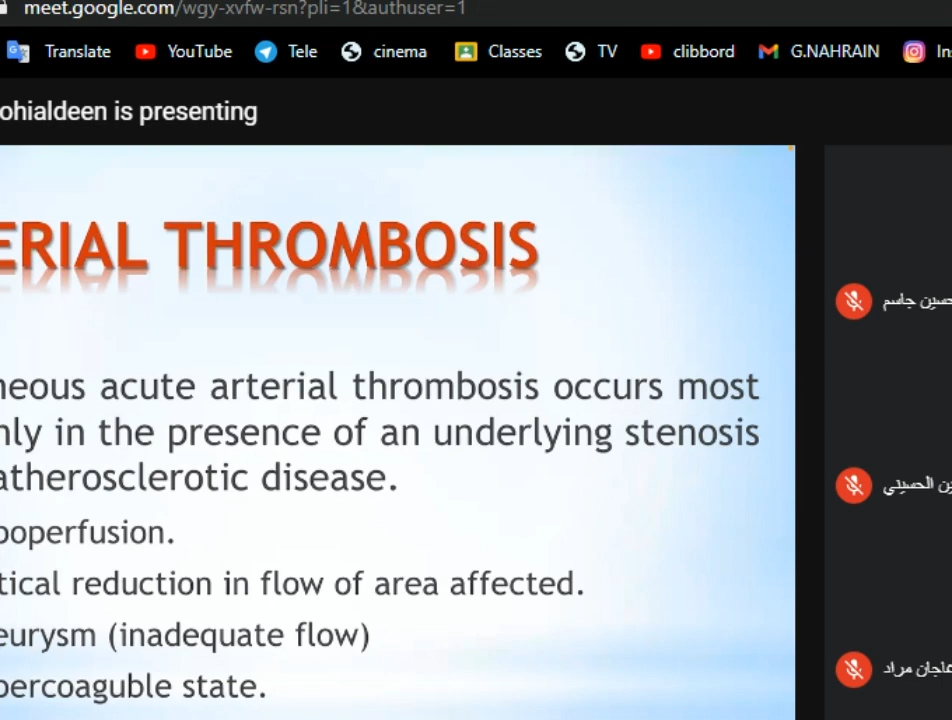 meet.google.com/wgy-xvfw-rsn?pli=1&authuser=1
Translate YouTube Tele cinema Classes TV clibbord G.NAHRAIN In
ohialdeen is presenting
ERIAL THROMBOSIS
حسين جاسم
neous acute arterial thrombosis occurs most
nly in the presence of an underlying stenosis
atherosclerotic disease.
ين الحسيني
poperfusion.
tical reduction in flow of area affected.
eurysm (inadequate flow)
عاجان مراد
percoaguble state.